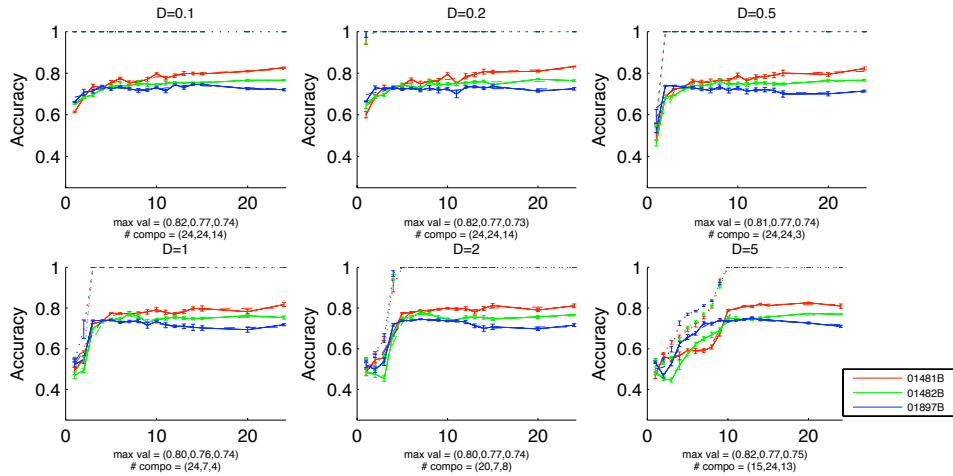 D=0.1
D=0.2
D=0.5
1
0.8
0.6
0.4
Accuracy
0
10
20
max val = (0.82,0.77,0.74)
# compo = (24,24,14)
1
0.8
0.6
0.4
Accuracy
0
10
20
max val = (0.82,0.77,0.73)
# compo = (24,24,14)
1
0.8
0.6
0.4
Accuracy
0
10
20
max val = (0.81,0.77,0.74)
# compo = (24,24,3)
D=1
D=2
D=5
1
0.8
0.6
0.4
Accuracy
0
10
20
max val = (0.80,0.76,0.74)
# compo = (24,7,4)
1
0.8
0.6
0.4
Accuracy
0
10
20
max val = (0.80,0.77,0.74)
# compo = (20,7,8)
1
0.8
0.6
0.4
Accuracy
0
10
20
max val = (0.82,0.77,0.75)
# compo = (15,24,13)
01481B
01482B
01897B